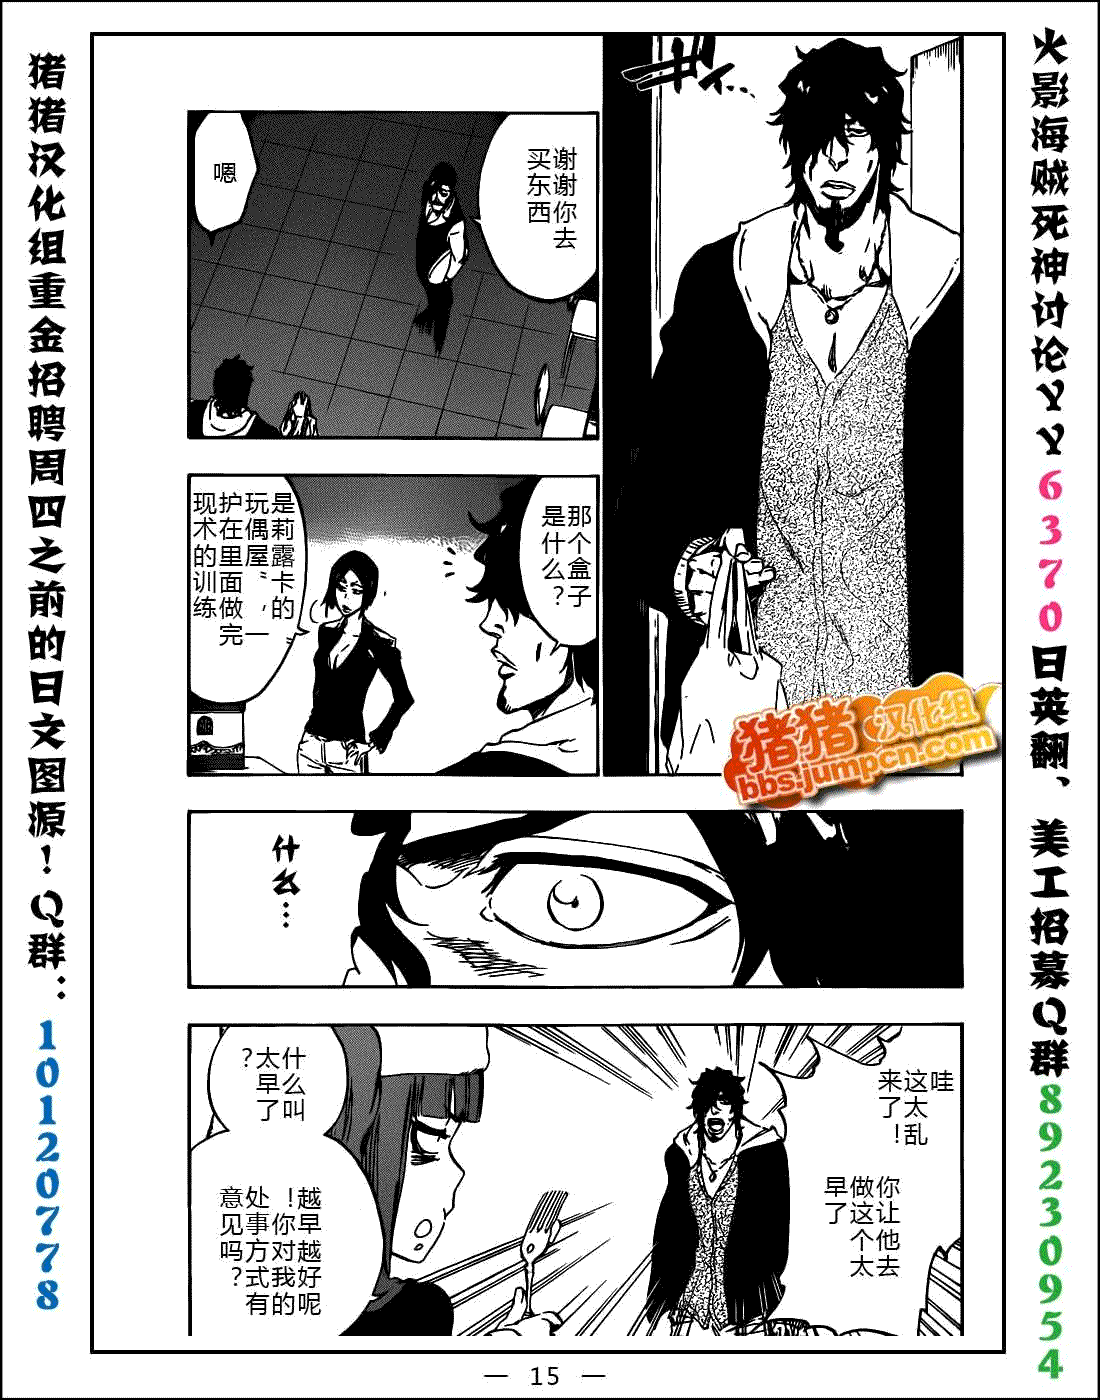 猪猪汉化组重金招聘周四之前的日文图源！Q群：101207778
火影海贼死神讨论YY6370日英翻、美工招募Q群892330954
ギィ…
谢谢你去
买东西
嗯
那个盒子
是什么？
是莉露卡的
玩偶屋”，一
护在里面做完
现术的训练
猪猪汉化组
bbs.jumpcn.com
什么…
哇
这太乱
来了！
你让他去
做这个太
早了
什么叫
太早了
？
越早越好呢
！你对我的
处事方式有
意见吗？
— 15 —